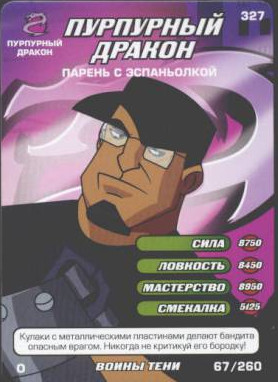 ПУРПУРНЫЙ
ДРАКОН
327
ПУРПУРНЫЙ
ДРАКОН
ПАРЕНЬ С ЭСПАНЬОЛКОЙ
СИЛА 8750
ЛОВКОСТЬ 8450
МАСТЕРСТВО 8950
СМЕКАЛКА 5125
Кулаки с металлическими пластинами делают бандита
опасным врагом. Никогда не критикуй его бородку!
0 ВОИНЫ ТЕНИ 67/260